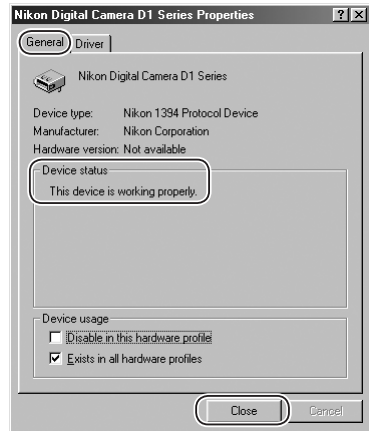 Nikon Digital Camera D1 Series Properties
General Driver
Nikon Digital Camera D1 Series
Device type: Nikon 1394 Protocol Device
Manufacturer: Nikon Corporation
Hardware version: Not available
Device status
This device is working properly.
Device usage
Disable in this hardware profile
Exists in all hardware profiles
Close Cancel